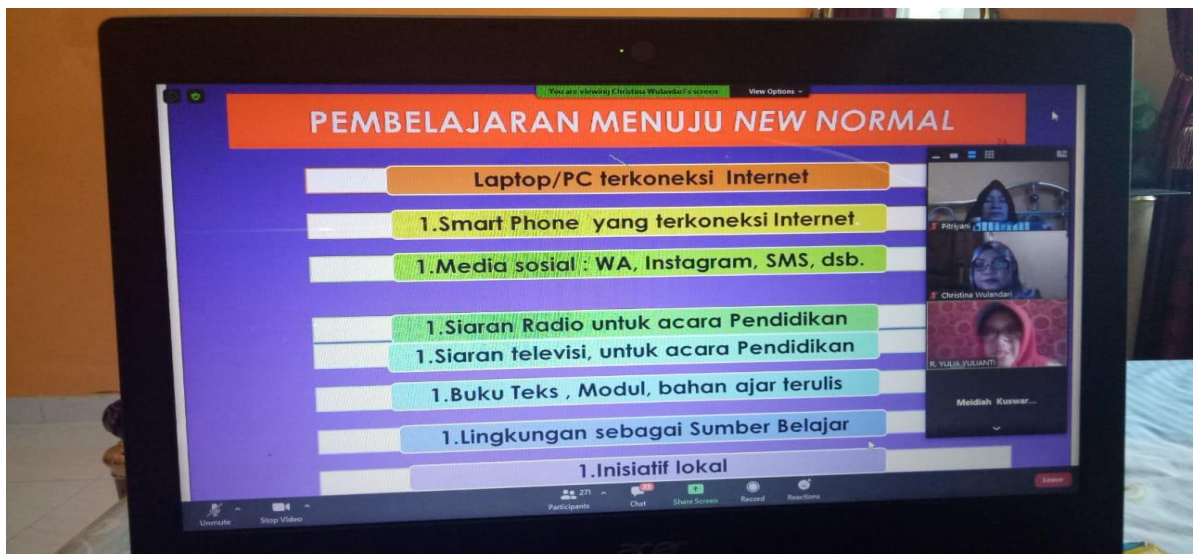 You are viewing Christina Wulandari's screen
View Options
PEMBELAJARAN MENUJU NEW NORMAL
Laptop/PC terkoneksi Internet
1.Smart Phone yang terkoneksi Internet.
1.Media sosial : WA, Instagram, SMS, dsb.
1.Siaran Radio untuk acara Pendidikan
1.Siaran televisi, untuk acara Pendidikan
1.Buku Teks , Modul, bahan ajar terulis
1.Lingkungan sebagai Sumber Belajar
1.Inisiatif lokal
Pitriyani
Christina Wulandari
R. YULIA YULIANTI
Meidiah Kuswar...
Unmute
Stop Video
271
Participants
23
Chat
Share Screen
Record
Reactions
Leave
acer